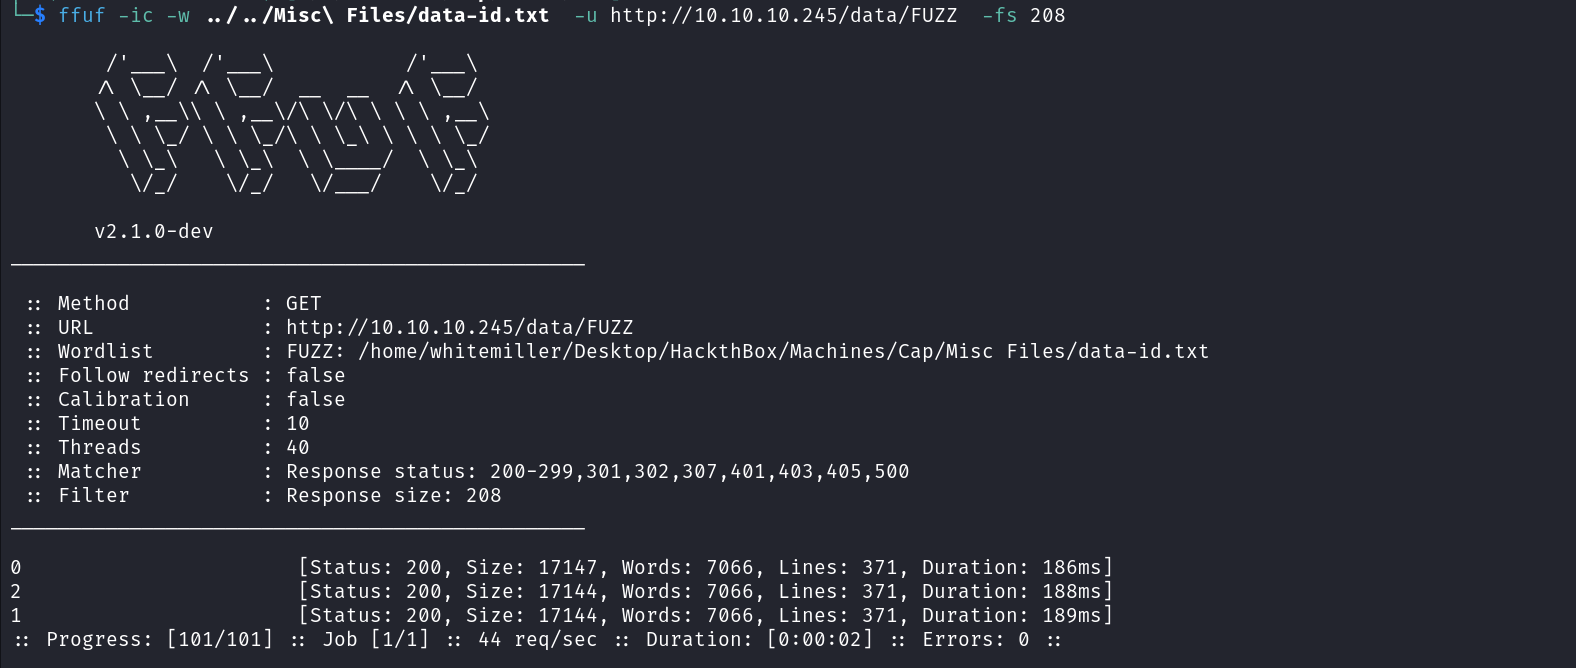 └─$ ffuf -ic -w ../../Misc\ Files/data-id.txt  -u http://10.10.10.245/data/FUZZ  -fs 208
        /'___\  /'___\           /'___\
       /\ \__/ /\ \__/  __  __  /\ \__/
       \ \ ,__\\ \ ,__\/\ \/\ \ \ \ ,__\
        \ \ \_/ \ \ \_/\ \ \_\ \ \ \ \_/
         \ \_\   \ \_\  \ \____/  \ \_\
          \/_/    \/_/   \/___/    \/_/
       v2.1.0-dev
________________________________________________
 :: Method           : GET
 :: URL              : http://10.10.10.245/data/FUZZ
 :: Wordlist         : FUZZ: /home/whitemiller/Desktop/HackthBox/Machines/Cap/Misc Files/data-id.txt
 :: Follow redirects : false
 :: Calibration      : false
 :: Timeout          : 10
 :: Threads          : 40
 :: Matcher          : Response status: 200-299,301,302,307,401,403,405,500
 :: Filter           : Response size: 208
________________________________________________
0                       [Status: 200, Size: 17147, Words: 7066, Lines: 371, Duration: 186ms]
2                       [Status: 200, Size: 17144, Words: 7066, Lines: 371, Duration: 188ms]
1                       [Status: 200, Size: 17144, Words: 7066, Lines: 371, Duration: 189ms]
:: Progress: [101/101] :: Job [1/1] :: 44 req/sec :: Duration: [0:00:02] :: Errors: 0 ::